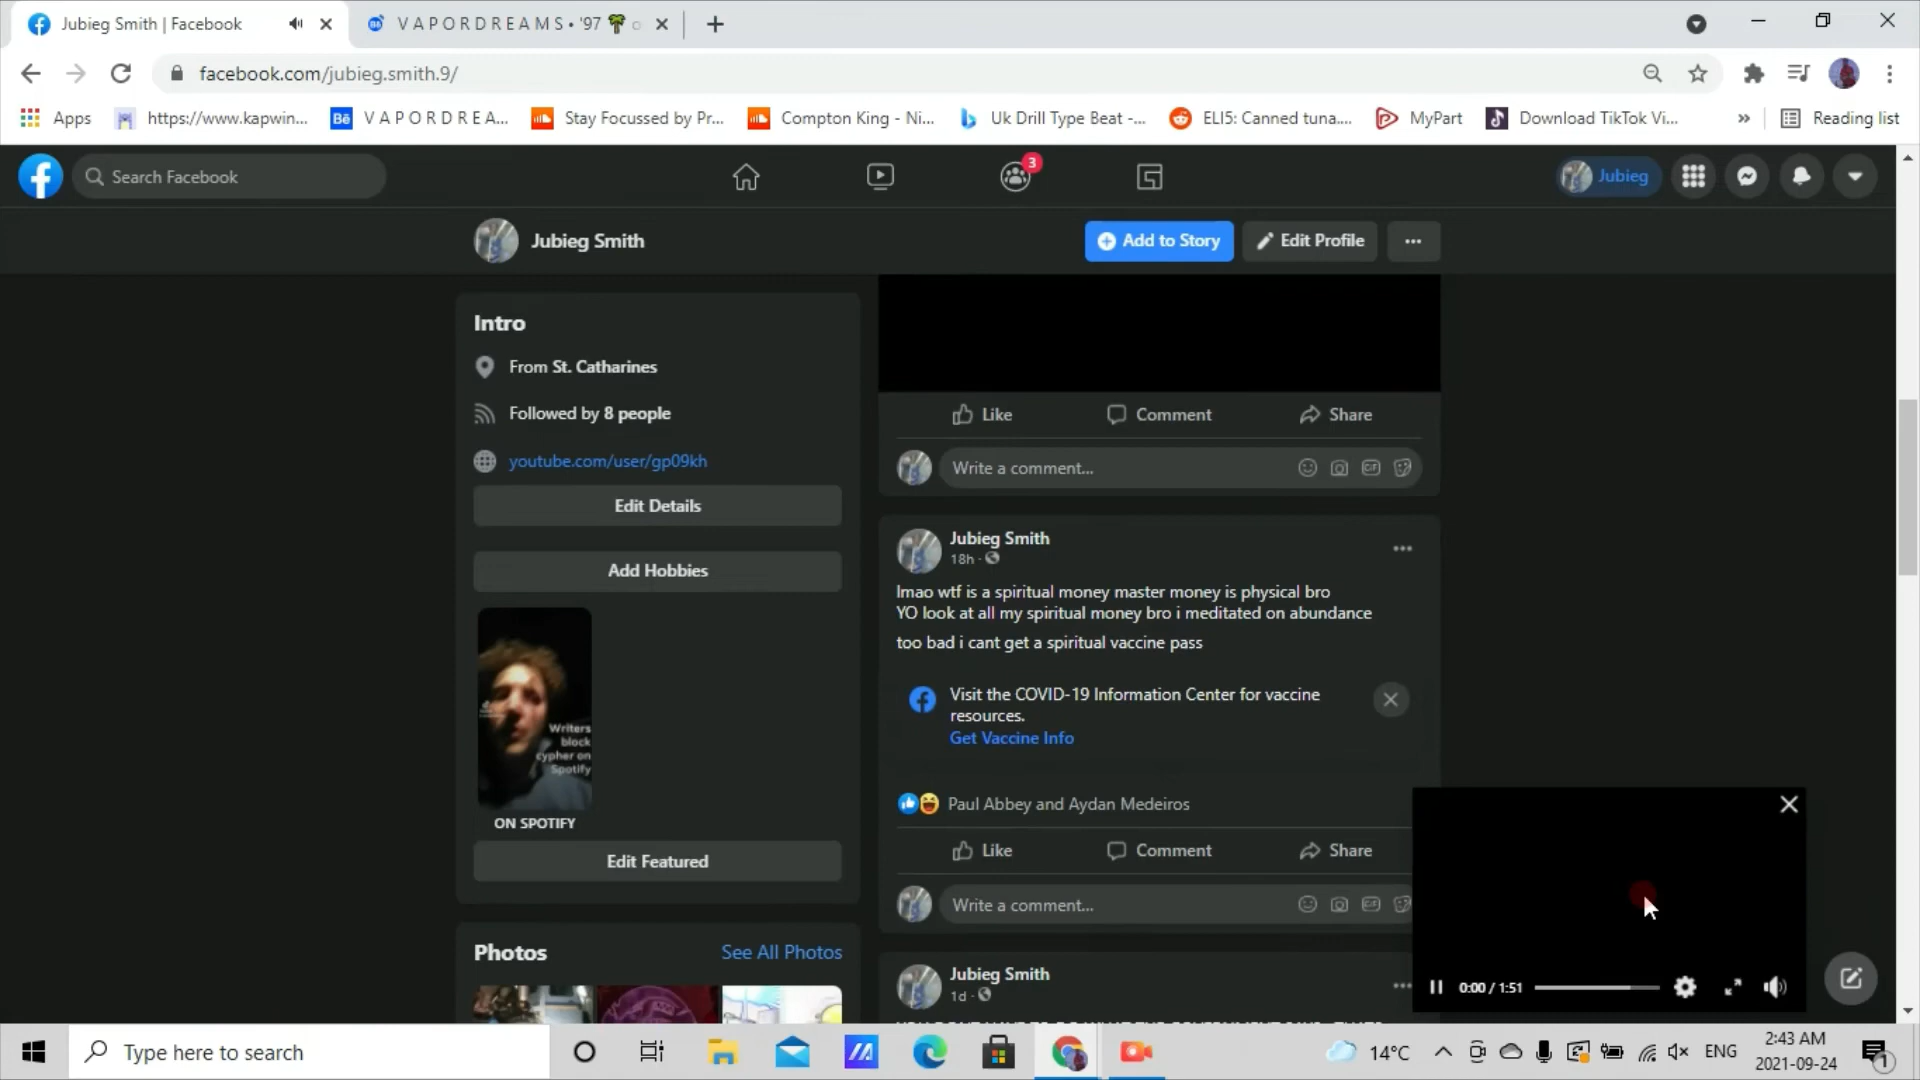 Jubieg Smith | Facebook
V A P O R D R E A M S • '97
facebook.com/jubieg.smith.9/
Apps
https://www.kapwin...
V A P O R D R E A...
Stay Focussed by Pr...
Compton King - Ni...
Uk Drill Type Beat -...
ELI5: Canned tuna....
MyPart
Download TikTok Vi...
Reading list
Search Facebook
3
Jubieg
Jubieg Smith
Add to Story
Edit Profile
Intro
From St. Catharines
Followed by 8 people
youtube.com/user/gp09kh
Edit Details
Add Hobbies
Writers
block
cypher on
Spotify
ON SPOTIFY
Edit Featured
Photos
See All Photos
Like
Comment
Share
Write a comment...
Jubieg Smith
18h
lmao wtf is a spiritual money master money is physical bro
YO look at all my spiritual money bro i meditated on abundance
too bad i cant get a spiritual vaccine pass
Visit the COVID-19 Information Center for vaccine
resources.
Get Vaccine Info
Paul Abbey and Aydan Medeiros
Like
Comment
Share
Write a comment...
Jubieg Smith
1d
0:00 / 1:51
Type here to search
14°C
ENG
2:43 AM
2021-09-24
1